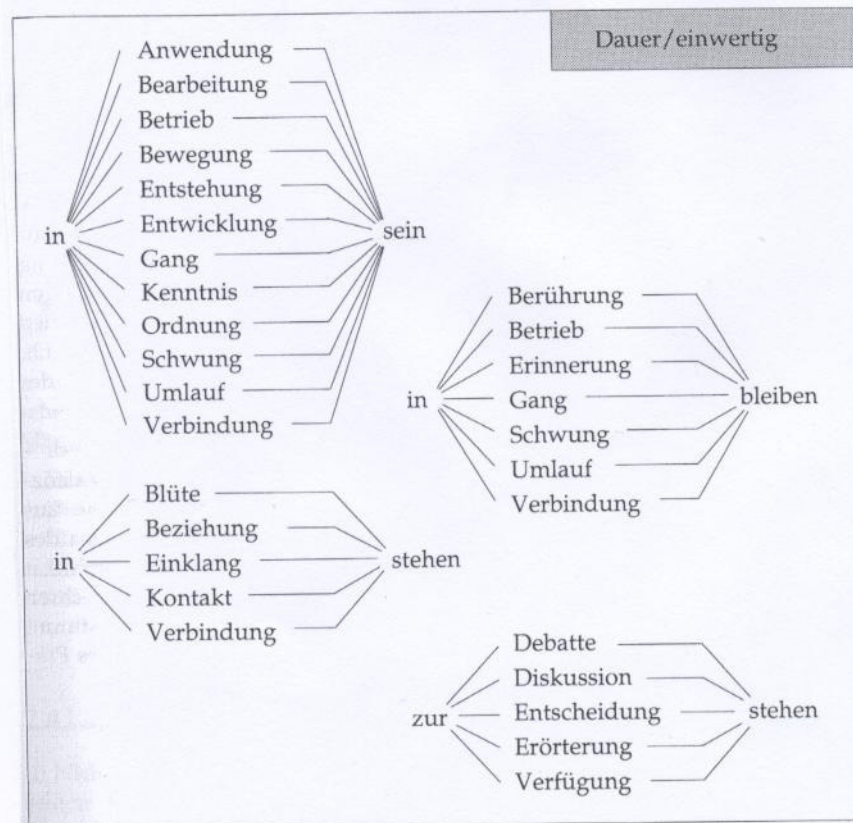 Dauer/einwertig
in
Anwendung
Bearbeitung
Betrieb
Bewegung
Entstehung
Entwicklung
Gang
Kenntnis
Ordnung
Schwung
Umlauf
Verbindung
sein
in
Berührung
Betrieb
Erinnerung
Gang
Schwung
Umlauf
Verbindung
bleiben
in
Blüte
Beziehung
Einklang
Kontakt
Verbindung
stehen
zur
Debatte
Diskussion
Entscheidung
Erörterung
Verfügung
stehen